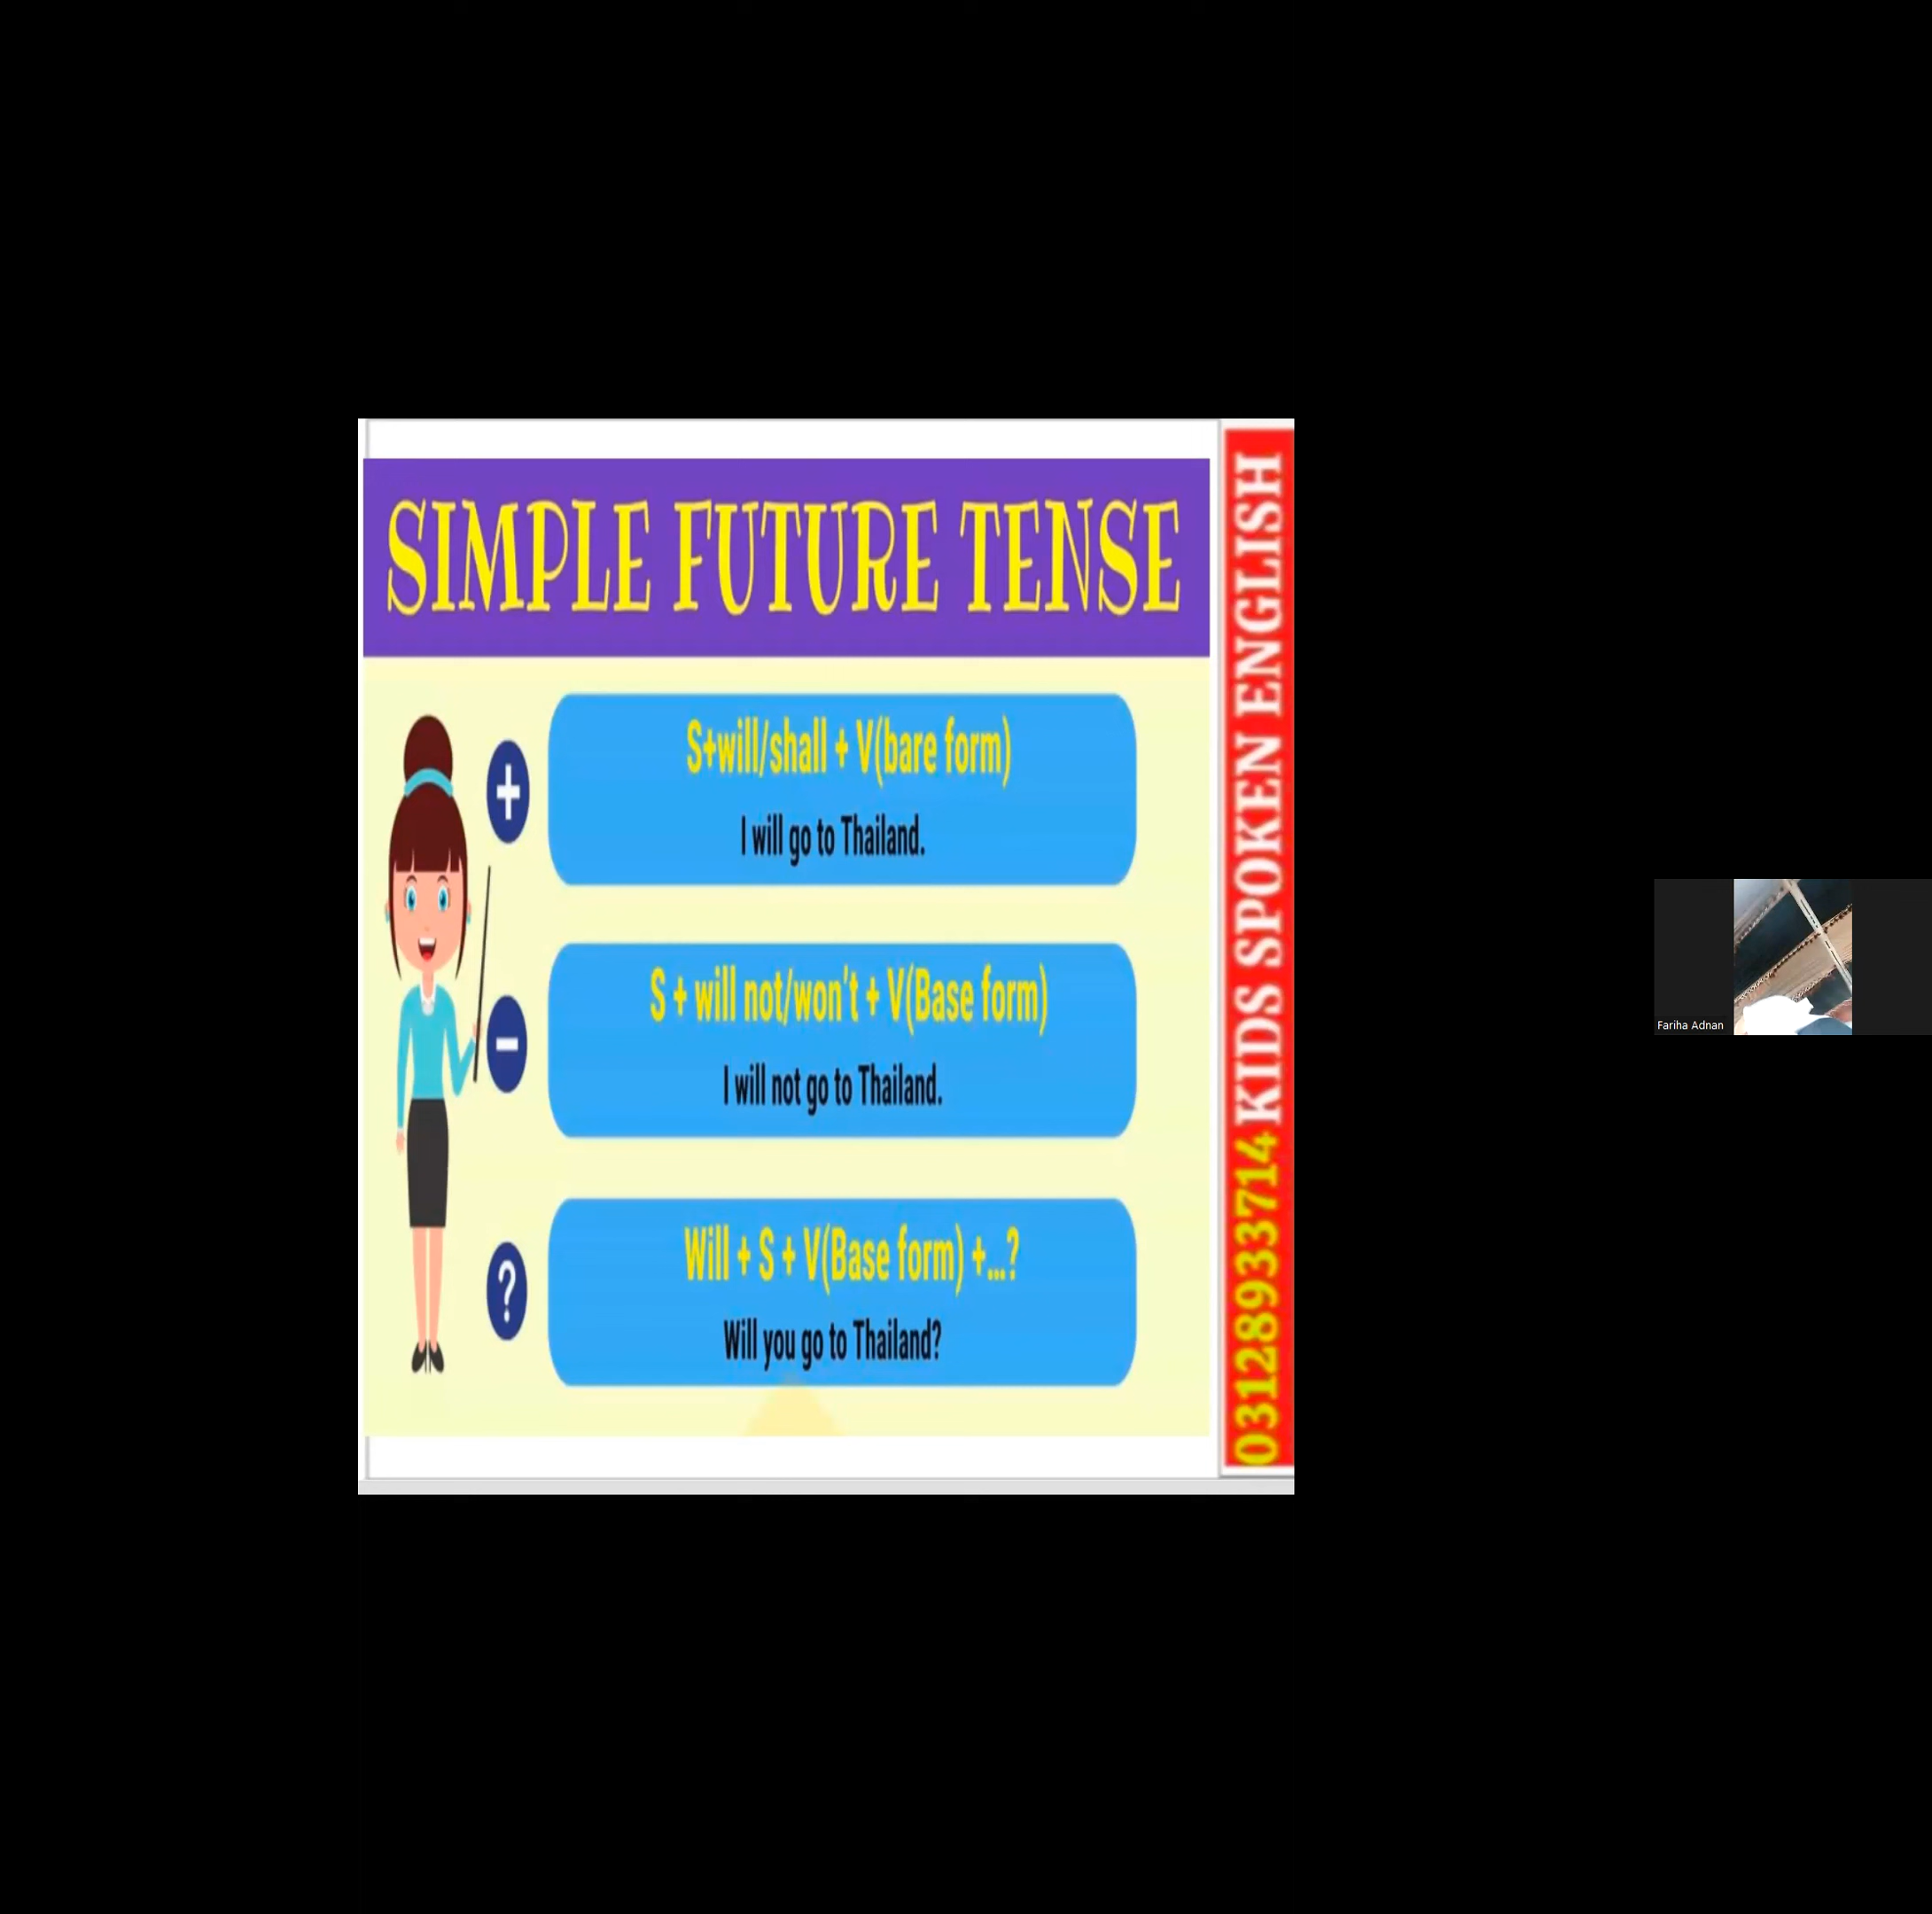 SIMPLE FUTURE TENSE
+
S+will/shall + V(bare form)
I will go to Thailand.
-
S + will not/won't + V(Base form)
I will not go to Thailand.
?
Will + S + V(Base form) +...?
Will you go to Thailand?
03128933714 KIDS SPOKEN ENGLISH
Fariha Adnan